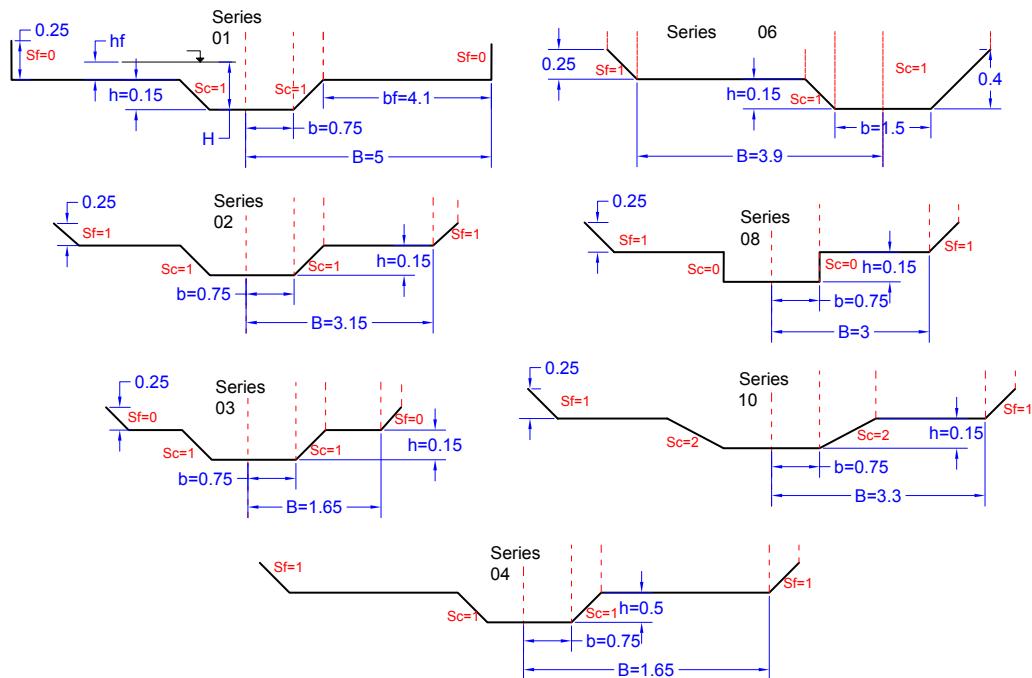 Series
01
0.25
hf
Sf=0
Sf=0
h=0.15
Sc=1
Sc=1
bf=4.1
H
b=0.75
B=5
Series 06
0.25
Sf=1
h=0.15
Sc=1
Sc=1
0.4
b=1.5
B=3.9
Series
02
0.25
Sf=1
Sf=1
Sc=1
Sc=1
h=0.15
b=0.75
B=3.15
Series
08
0.25
Sf=1
Sf=1
Sc=0
Sc=0
h=0.15
b=0.75
B=3
Series
03
0.25
Sf=0
Sf=0
Sc=1
Sc=1
h=0.15
b=0.75
B=1.65
Series
10
0.25
Sf=1
Sf=1
Sc=2
Sc=2
h=0.15
b=0.75
B=3.3
Series
04
Sf=1
Sf=1
Sc=1
Sc=1
h=0.5
b=0.75
B=1.65